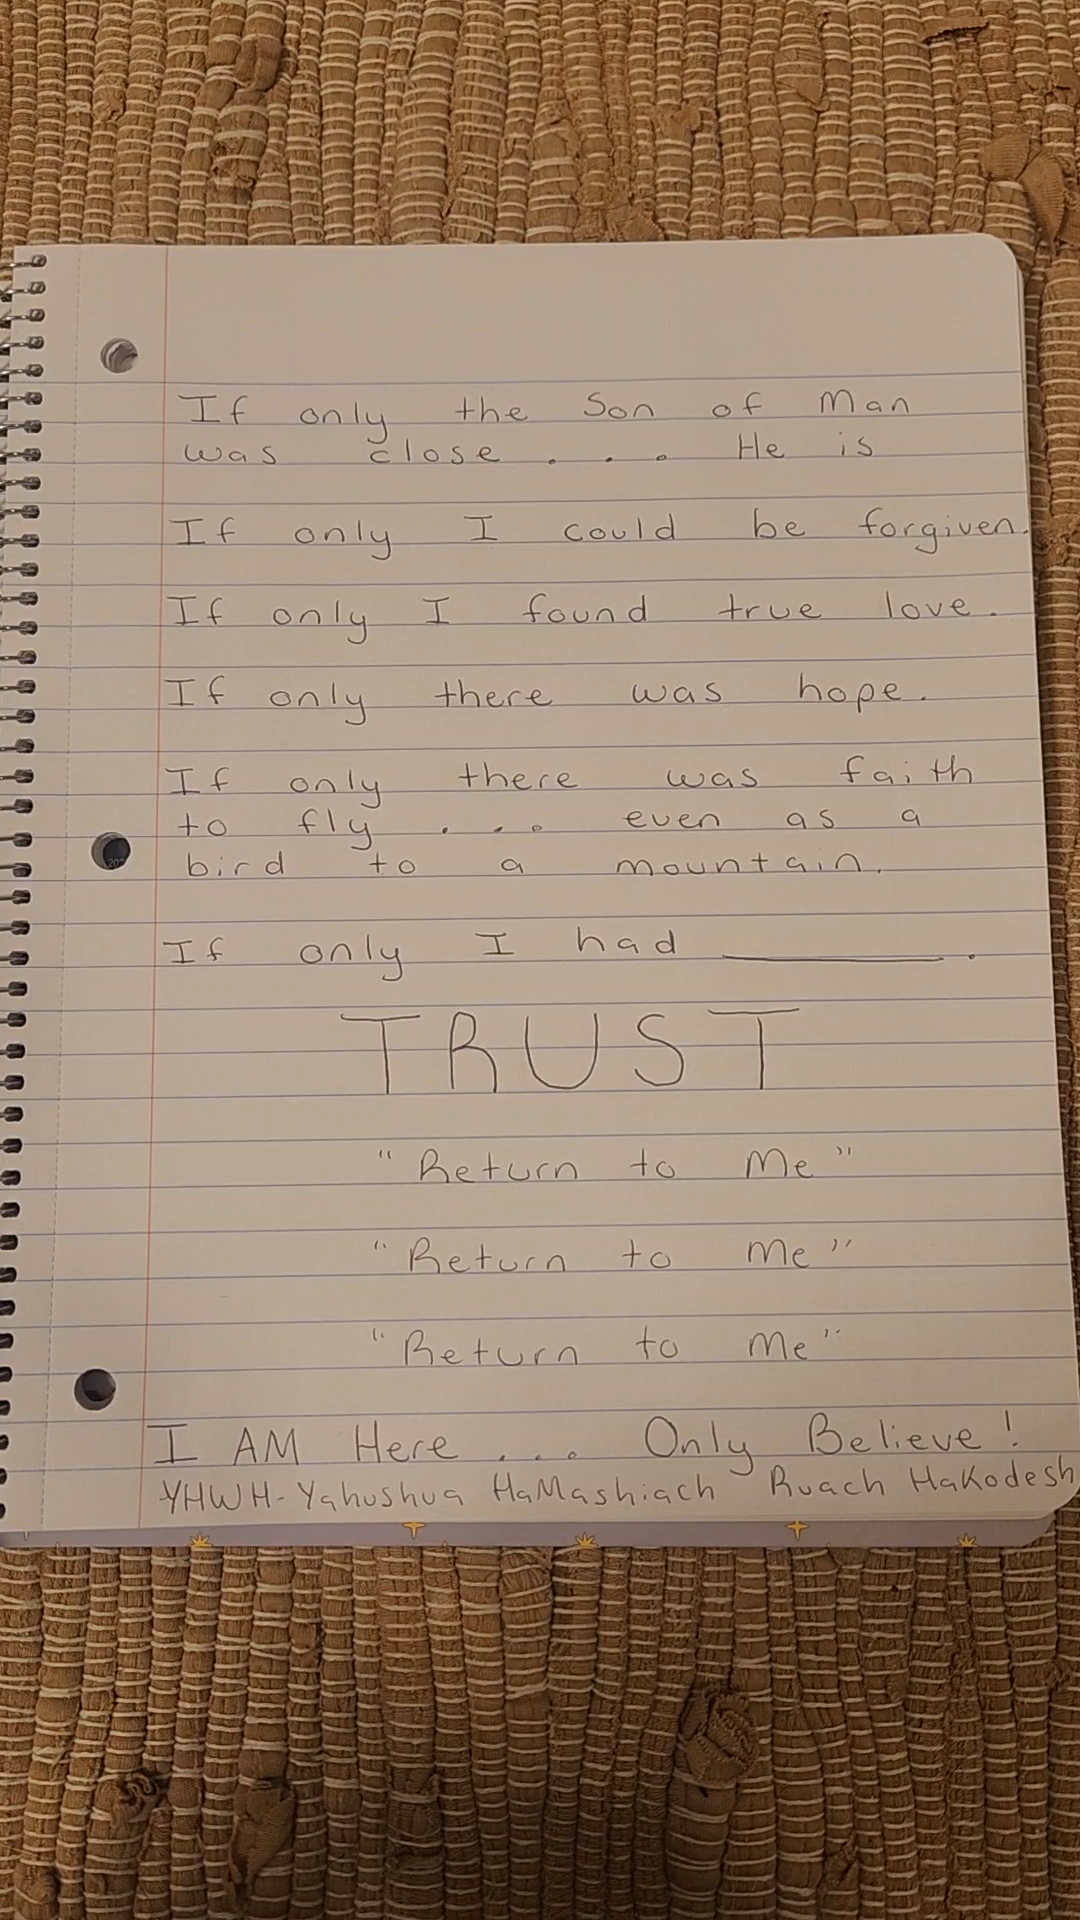 If only the Son of Man
was close . . . He is
If only I could be forgiven.
If only I found true love.
If only there was hope.
If only there was faith
to fly . . . even as a
bird to a mountain.
If only I had ________.
TRUST
"Return to Me"
"Return to Me"
"Return to Me"
I AM Here . . . Only Believe!
YHWH-Yahushua HaMashiach Ruach HaKodesh